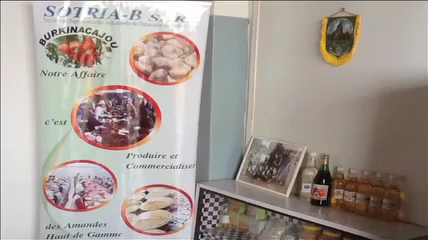 SOTRIA-B S.A.R.
BURKINACAJOU
Notre Affaire
c'est
Produire et
Commercialiser
des Amandes
Haut de Gamme